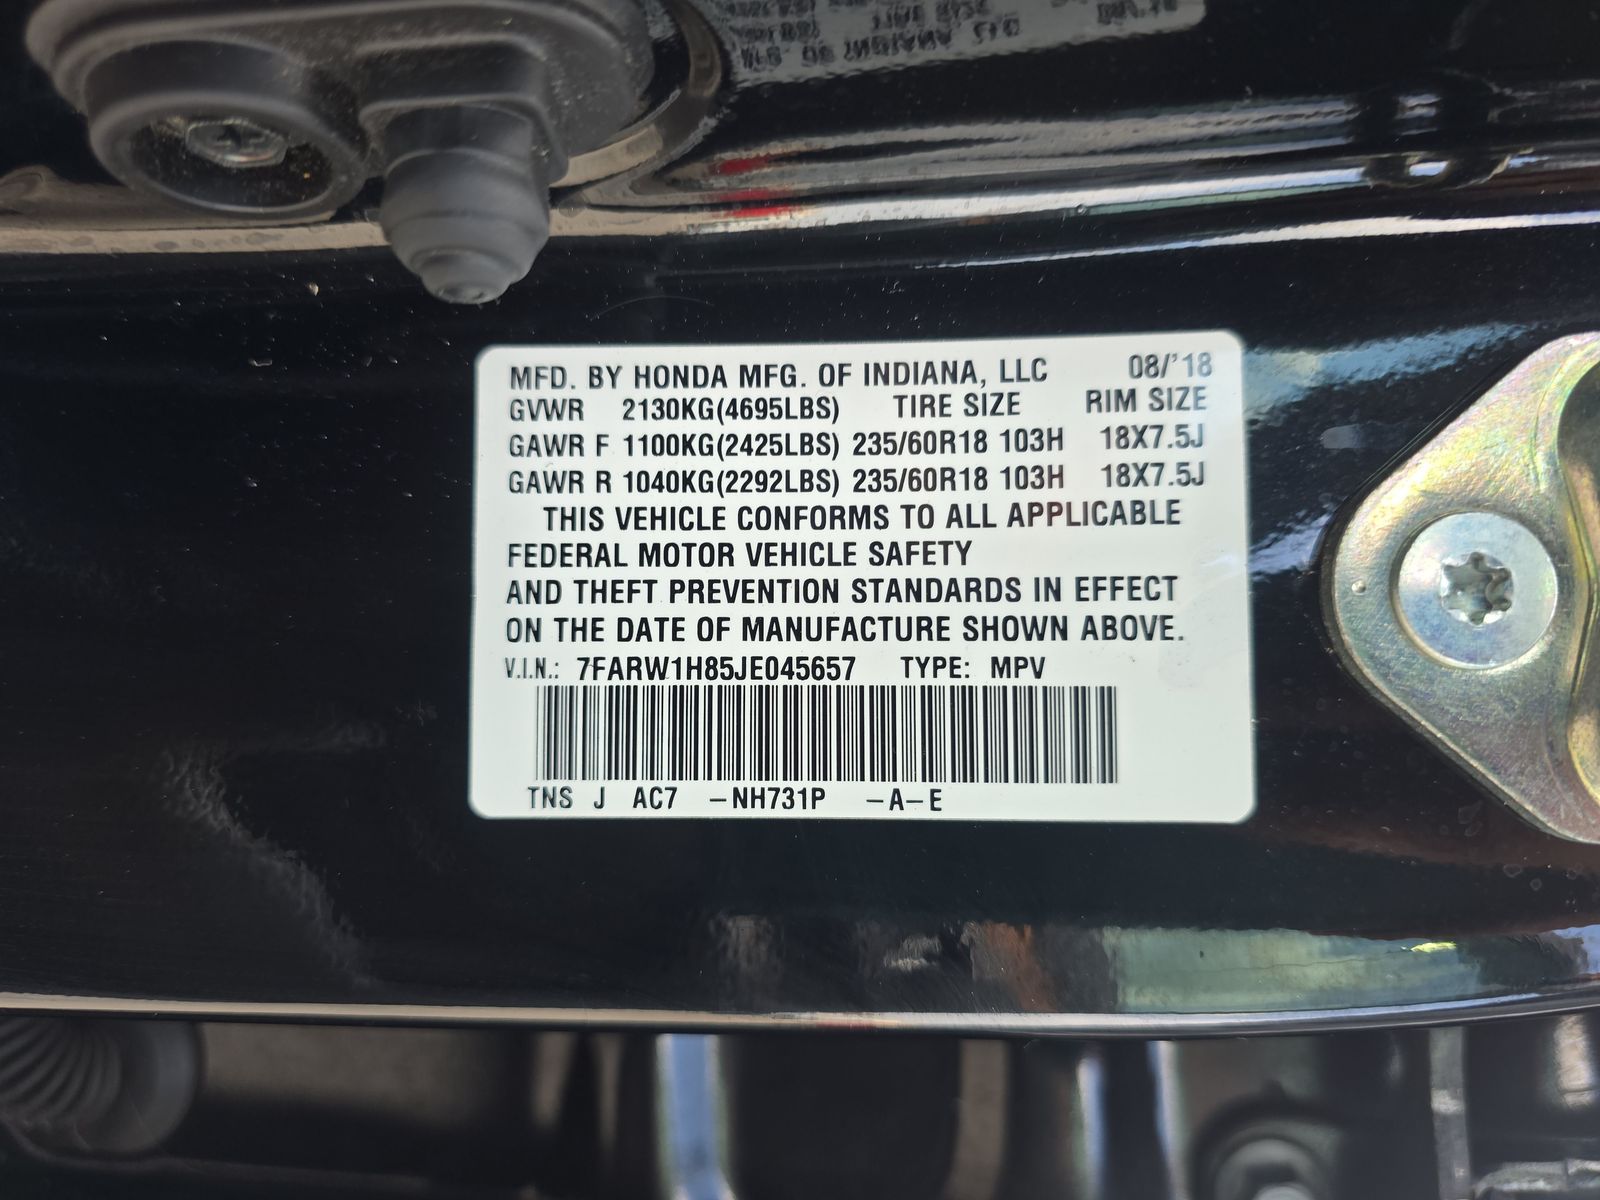 MFD. BY HONDA MFG. OF INDIANA, LLC 08/'18
GVWR 2130KG(4695LBS) TIRE SIZE RIM SIZE
GAWR F 1100KG(2425LBS) 235/60R18 103H 18X7.5J
GAWR R 1040KG(2292LBS) 235/60R18 103H 18X7.5J
THIS VEHICLE CONFORMS TO ALL APPLICABLE
FEDERAL MOTOR VEHICLE SAFETY
AND THEFT PREVENTION STANDARDS IN EFFECT
ON THE DATE OF MANUFACTURE SHOWN ABOVE.
V.I.N.: 7FARW1H85JE045657 TYPE: MPV
TNS J AC7 -NH731P -A-E